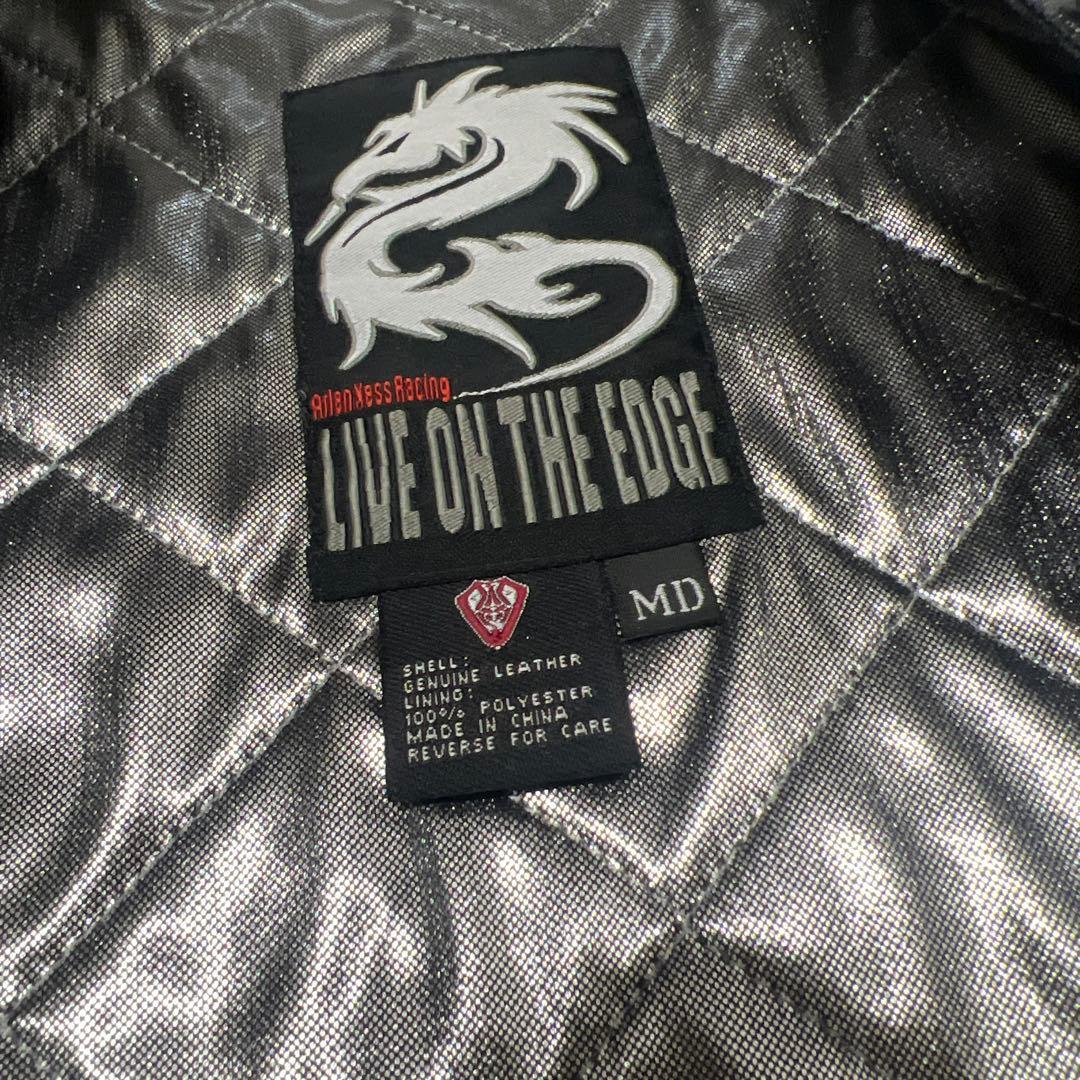 Arlen Ness Racing
LIVE ON THE EDGE
MD
SHELL:
GENUINE LEATHER
LINING:
100% POLYESTER
MADE IN CHINA
REVERSE FOR CARE